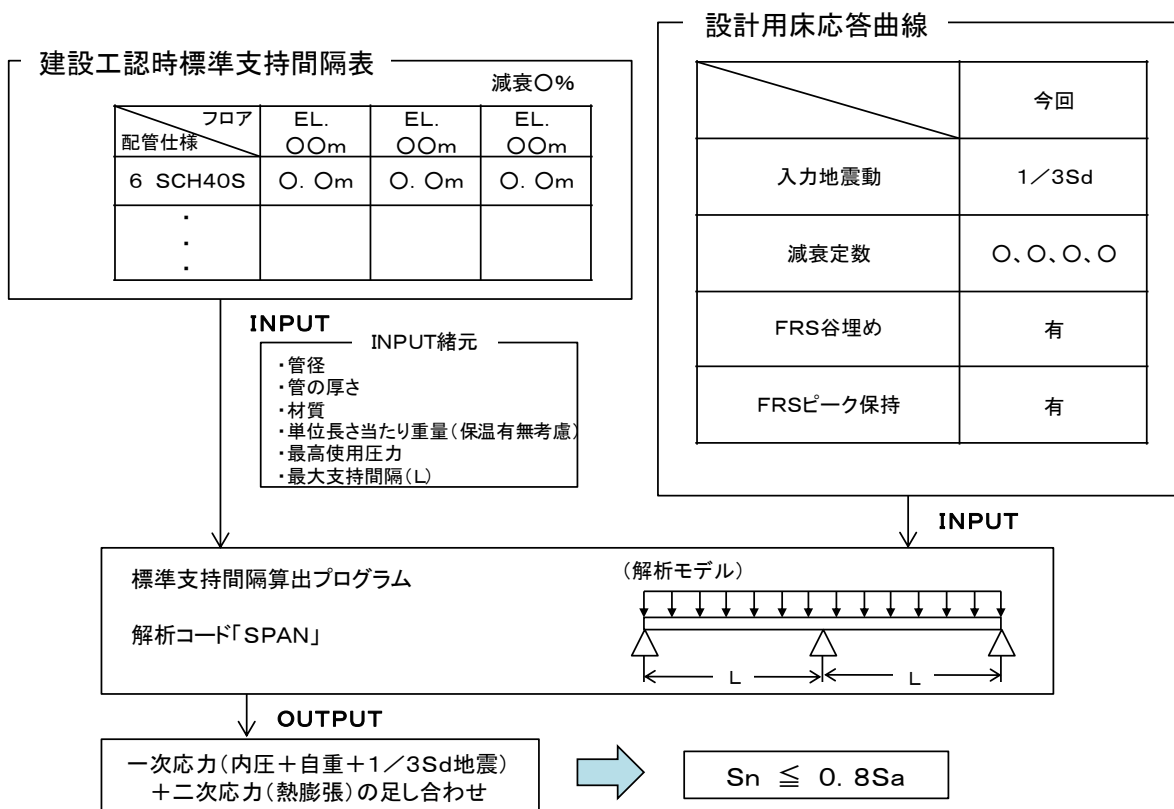 建設工認時標準支持間隔表
減衰○%
フロア
配管仕様
EL.
○○m
EL.
○○m
EL.
○○m
6 SCH40S
○.○m
○.○m
○.○m
・
・
・
設計用床応答曲線
今回
入力地震動
1/3Sd
減衰定数
○、○、○、○
FRS谷埋め
有
FRSピーク保持
有
INPUT
INPUT緒元
・管径
・管の厚さ
・材質
・単位長さ当たり重量(保温有無考慮)
・最高使用圧力
・最大支持間隔(L)
INPUT
標準支持間隔算出プログラム
解析コード「SPAN」
(解析モデル)
L
L
OUTPUT
一次応力(内圧+自重+1/3Sd地震)
+二次応力(熱膨張)の足し合わせ
Sn ≦ 0.8Sa